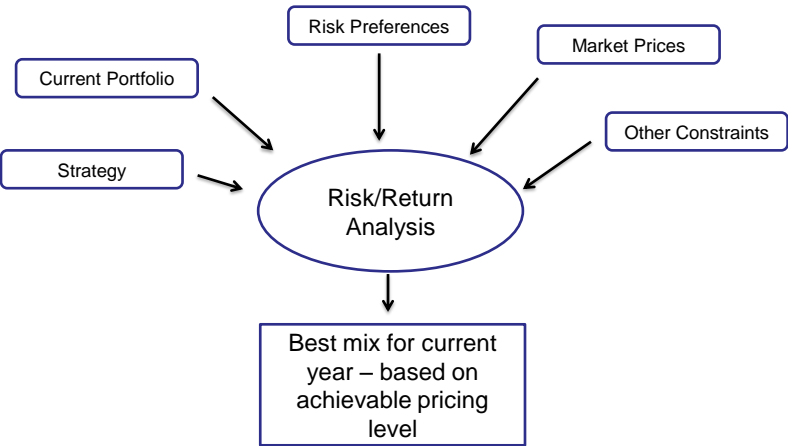 Risk Preferences
Market Prices
Current Portfolio
Other Constraints
Strategy
Risk/Return
Analysis
Best mix for current
year – based on
achievable pricing
level